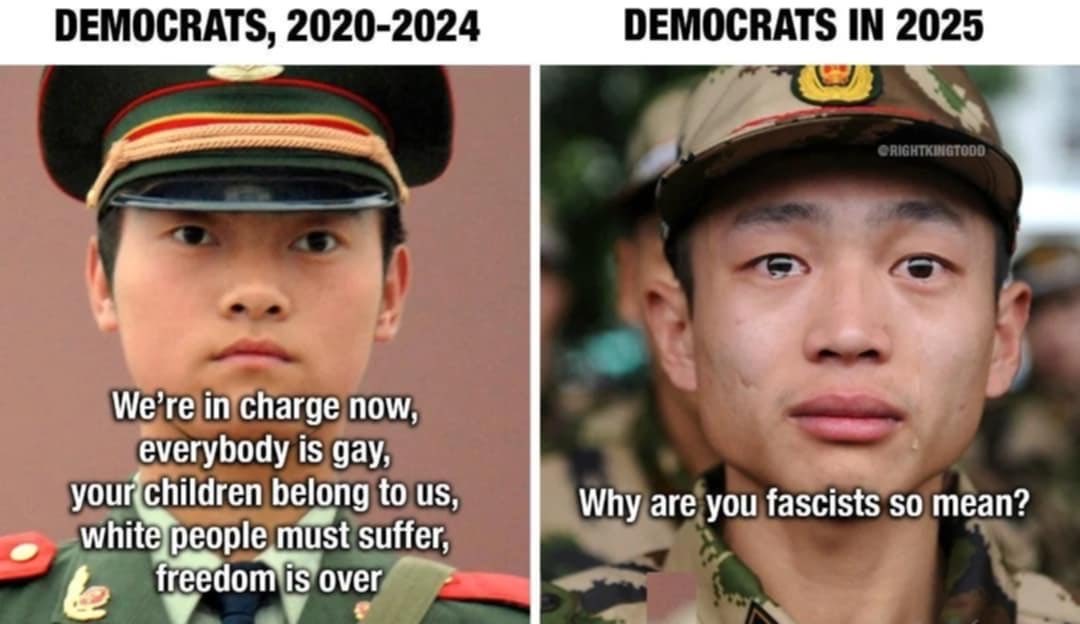 DEMOCRATS, 2020-2024
We're in charge now,
everybody is gay,
your children belong to us,
white people must suffer,
freedom is over
DEMOCRATS IN 2025
@RIGHTKINGTODD
Why are you fascists so mean?